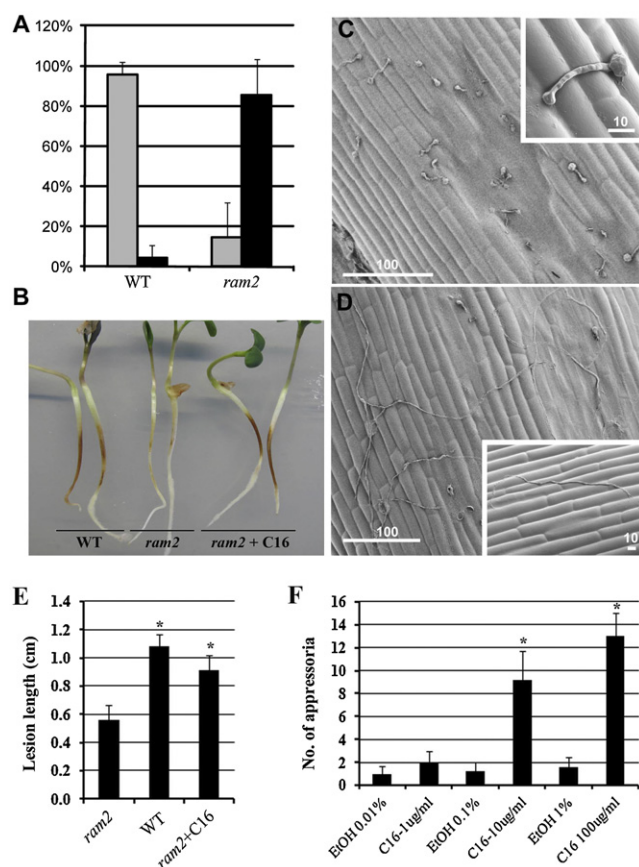 A
120%
100%
80%
60%
40%
20%
0%
WT
ram2
B
WT
ram2
ram2 + C16
C
10
100
D
100
10
E
Lesion length (cm)
1.4
1.2
1.0
0.8
0.6
0.4
0.2
0.0
*
*
ram2
WT
ram2+C16
F
No. of appressoria
16
14
12
10
8
6
4
2
0
*
*
EtOH 0.01%
C16-1ug/ml
EtOH 0.1%
C16-10ug/ml
EtOH 1%
C16 100ug/ml